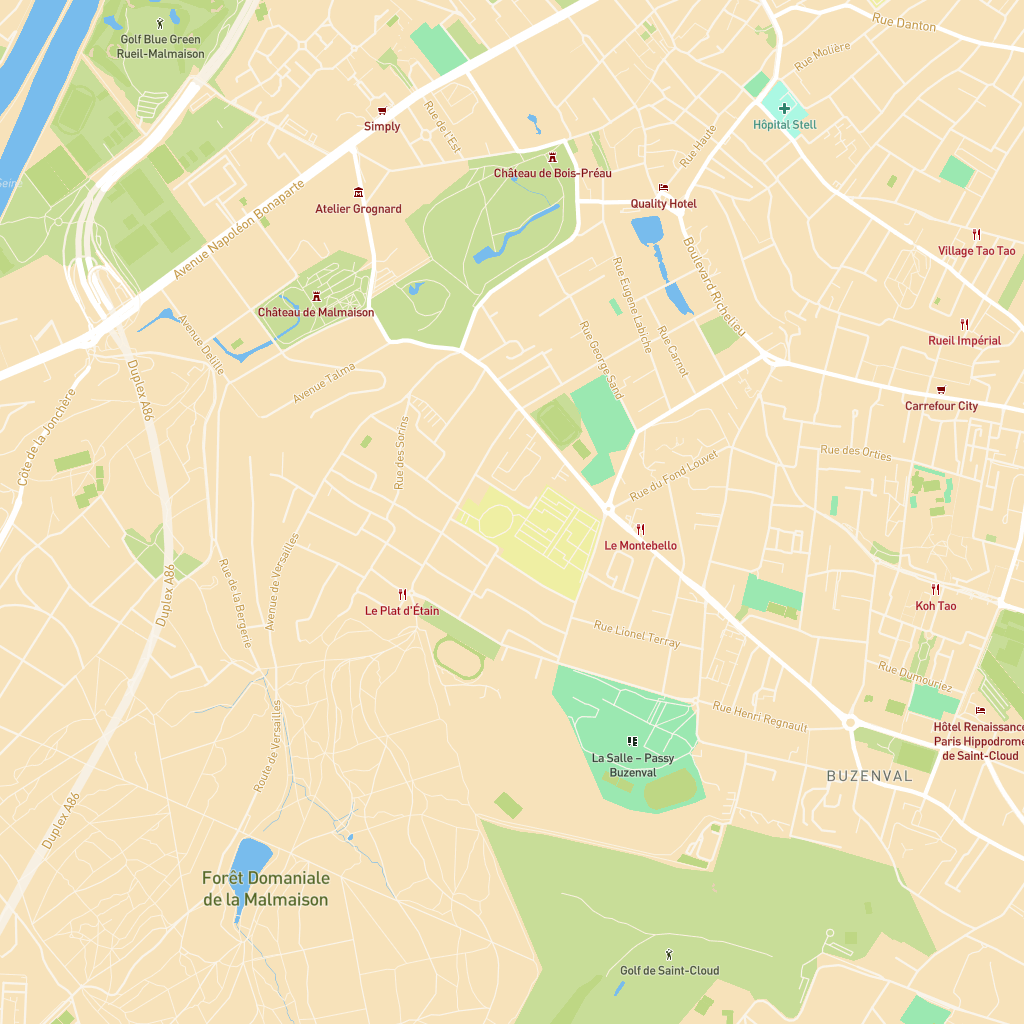 Golf Blue Green
Rueil-Malmaison
Rue Danton
Rue Molière
Hôpital Stell
Simply
Rue de l'Est
Rue Haute
Château de Bois-Préau
Seine
Atelier Grognard
Quality Hotel
Avenue Napoléon Bonaparte
Village Tao Tao
Boulevard Richelieu
Rue Eugene Labiche
Château de Malmaison
Rue Impérial
Avenue Delille
Rue George Sand
Rue Carnot
Duplex A86
Avenue Talma
Carrefour City
Côte de la Jonchère
Rue des Sorins
Rue des Orties
Rue du Fond Louvet
Le Montebello
Avenue de Versailles
Duplex A86
Rue de la Bergerie
Le Plat d'Étain
Koh Tao
Rue Lionel Terray
Rue Dumouriez
Rue Henri Regnault
Hôtel Renaissance
Paris Hippodrome
de Saint-Cloud
Route de Versailles
La Salle – Passy
Buzenval
BUZENVAL
Duplex A86
Forêt Domaniale
de la Malmaison
Golf de Saint-Cloud